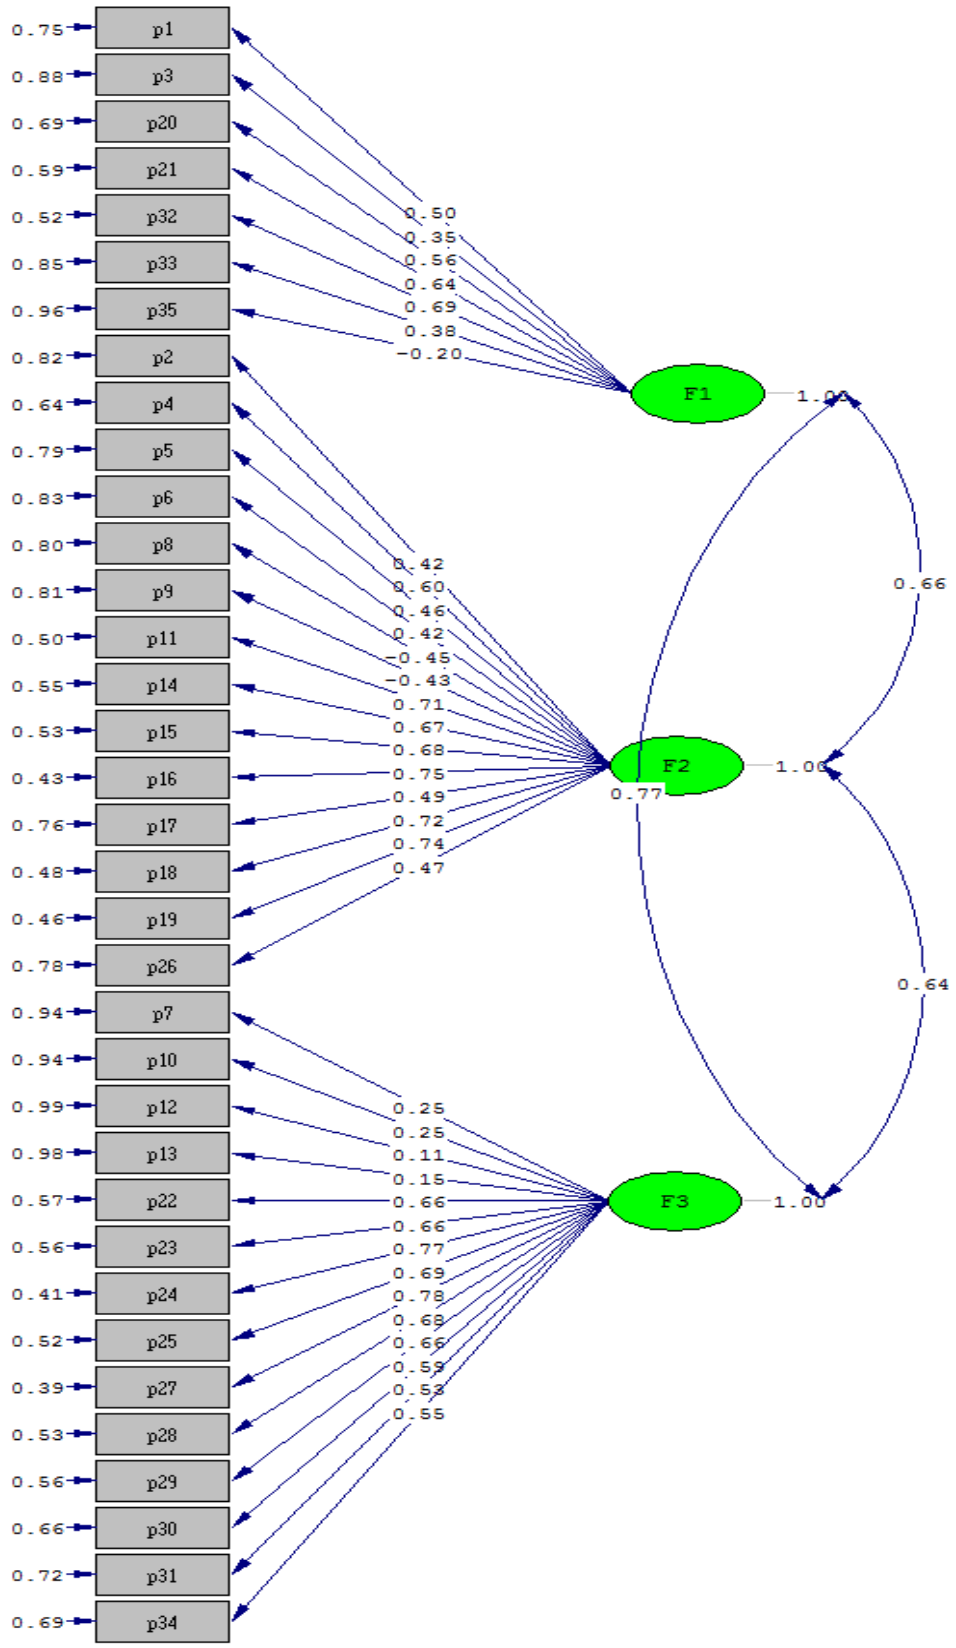 0.75 p1
0.88 p3
0.69 p20
0.59 p21
0.52 p32
0.50
0.35
0.85 p33
0.56
0.64
0.96 p35
0.69
0.38
-0.20
0.82 p2
F1 1.00
0.64 p4
0.79 p5
0.83 p6
0.80 p8
0.42
0.66
0.81 p9
0.60
0.46
0.50 p11
0.42
-0.45
-0.43
0.55 p14
0.71
0.67
0.53 p15
0.68
F2 1.00
0.43 p16
0.75
0.77
0.49
0.76 p17
0.72
0.74
0.48 p18
0.47
0.46 p19
0.78 p26
0.64
0.94 p7
0.94 p10
0.99 p12
0.25
0.25
0.98 p13
0.11
0.15
0.57 p22
0.66
F3 1.00
0.66
0.56 p23
0.77
0.69
0.41 p24
0.78
0.68
0.52 p25
0.66
0.59
0.39 p27
0.53
0.55
0.53 p28
0.56 p29
0.66 p30
0.72 p31
0.69 p34